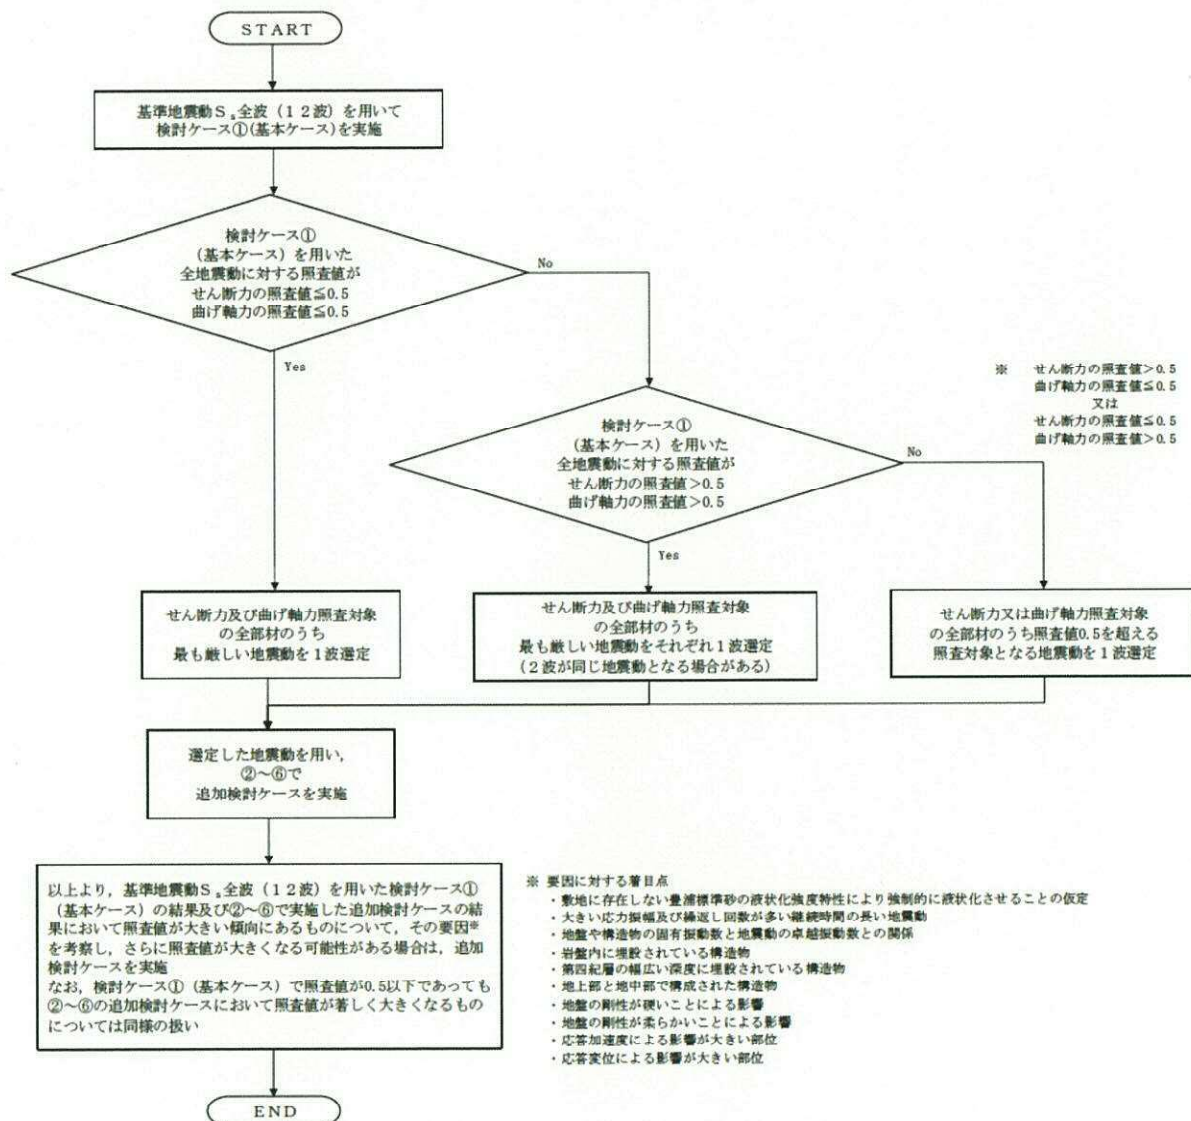 START
基準地震動Ｓs全波（１２波）を用いて
検討ケース①(基本ケース)を実施
検討ケース①
（基本ケース）を用いた
全地震動に対する照査値が
せん断力の照査値≦0.5
曲げ軸力の照査値≦0.5
No
Yes
※ せん断力の照査値＞0.5
曲げ軸力の照査値≦0.5
又は
せん断力の照査値≦0.5
曲げ軸力の照査値＞0.5
検討ケース①
（基本ケース）を用いた
全地震動に対する照査値が
せん断力の照査値＞0.5
曲げ軸力の照査値＞0.5
No
Yes
せん断力及び曲げ軸力照査対象
の全部材のうち
最も厳しい地震動を１波選定
せん断力及び曲げ軸力照査対象
の全部材のうち
最も厳しい地震動をそれぞれ１波選定
（２波が同じ地震動となる場合がある）
せん断力又は曲げ軸力照査対象
の全部材のうち照査値0.5を超える
照査対象となる地震動を１波選定
選定した地震動を用い，
②～⑥で
追加検討ケースを実施
以上より，基準地震動Ｓs全波（１２波）を用いた検討ケース①
（基本ケース）の結果及び②～⑥で実施した追加検討ケースの結
果において照査値が大きい傾向にあるものについて，その要因※
を考察し，さらに照査値が大きくなる可能性がある場合は，追加
検討ケースを実施
なお，検討ケース①（基本ケース）で照査値が0.5以下であっても
②～⑥の追加検討ケースにおいて照査値が著しく大きくなるもの
については同様の扱い
※ 要因に対する着目点
・敷地に存在しない豊浦標準砂の液状化強度特性により強制的に液状化させることの仮定
・大きい応力振幅及び繰返し回数が多い継続時間の長い地震動
・地盤や構造物の固有振動数と地震動の卓越振動数との関係
・岩盤内に埋設されている構造物
・第四紀層の幅広い深度に埋設されている構造物
・地上部と地中部で構成された構造物
・地盤の剛性が硬いことによる影響
・地盤の剛性が柔らかいことによる影響
・応答加速度による影響が大きい部位
・応答変位による影響が大きい部位
END